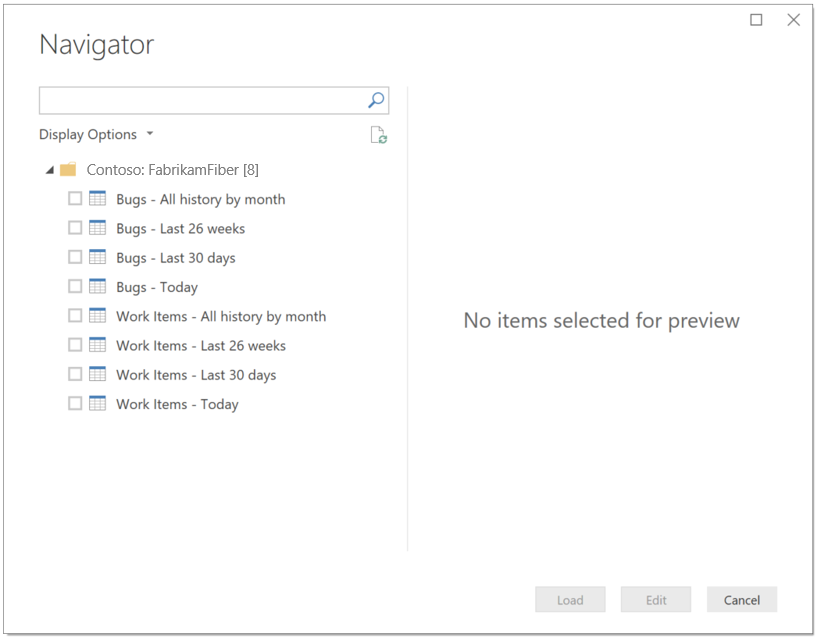 Navigator
Display Options
Contoso: FabrikamFiber [8]
Bugs - All history by month
Bugs - Last 26 weeks
Bugs - Last 30 days
Bugs - Today
Work Items - All history by month
Work Items - Last 26 weeks
Work Items - Last 30 days
Work Items - Today
No items selected for preview
Load
Edit
Cancel